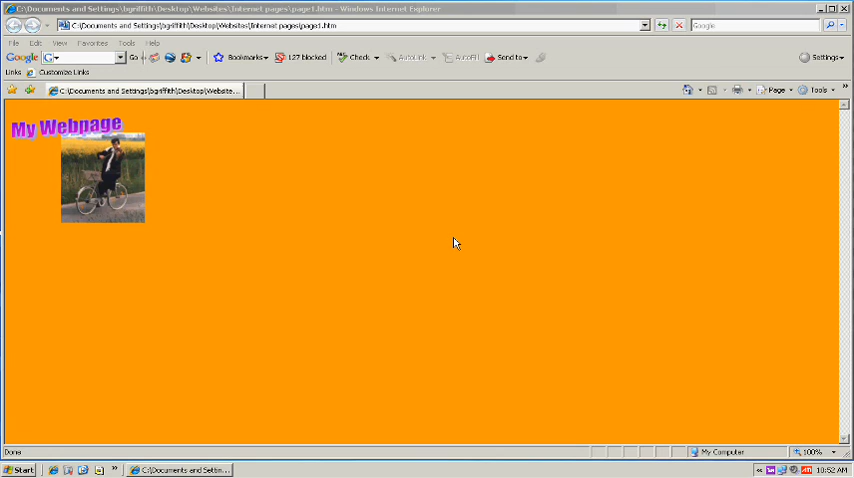 C:\Documents and Settings\bgriffith\Desktop\Websites\Internet pages\page1.htm - Windows Internet Explorer
C:\Documents and Settings\bgriffith\Desktop\Websites\Internet pages\page1.htm
Google
File Edit View Favorites Tools Help
Google G Go Bookmarks 127 blocked Check AutoLink AutoFill Send to Settings
Links Customize Links
C:\Documents and Settings\bgriffith\Desktop\Website... Page Tools
My Webpage
Done My Computer 100%
Start C:\Documents and Settin... 10:52 AM